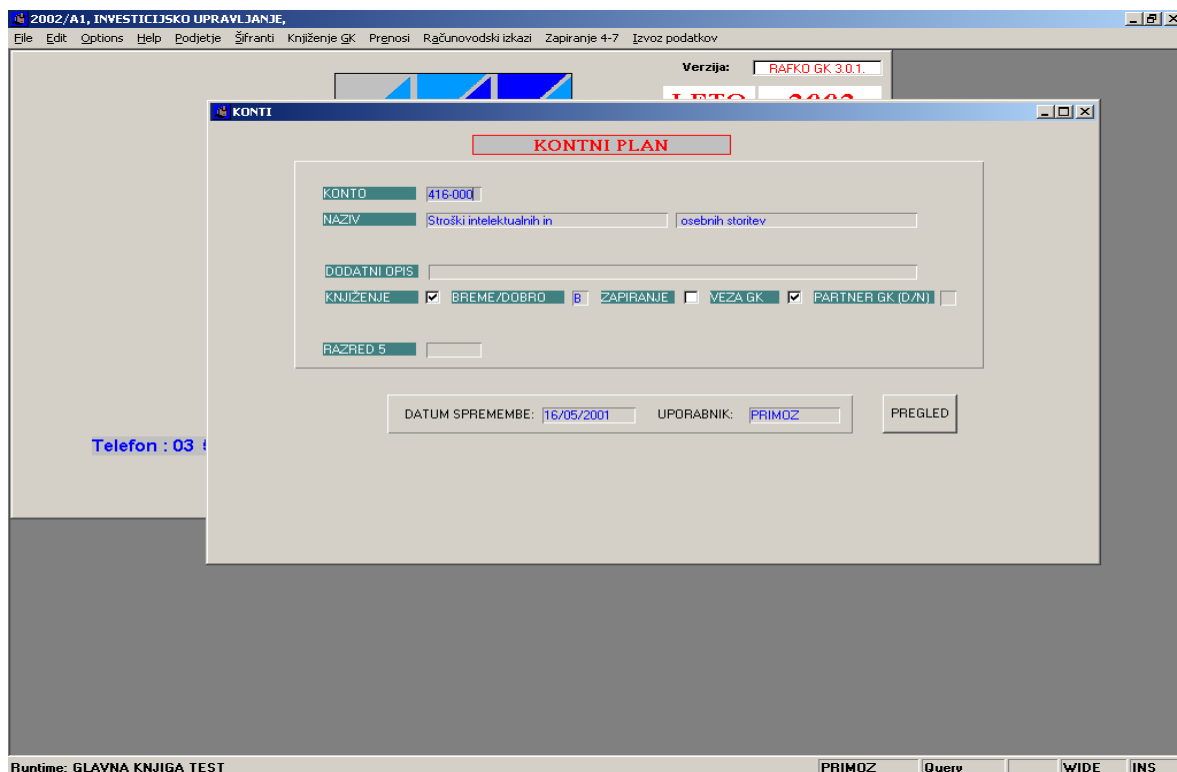 2002/A1, INVESTICIJSKO UPRAVLJANJE,
File Edit Options Help Podjetje Šifranti Knjiženje GK Prenosi Računovodski izkazi Zapiranje 4-7 Izvoz podatkov
Verzija: RAFKO GK 3.0.1.
LETO 2002
KONTI
KONTNI PLAN
KONTO 416-000
NAZIV Stroški intelektualnih in osebnih storitev
DODATNI OPIS
KNJIŽENJE BREME/DOBRO B ZAPIRANJE VEZA GK PARTNER GK (D/N)
RAZRED 5
DATUM SPREMEMBE: 16/05/2001 UPORABNIK: PRIMOZ PREGLED
Telefon : 03
Runtime: GLAVNA KNJIGA TEST PRIMOZ Query WIDE INS